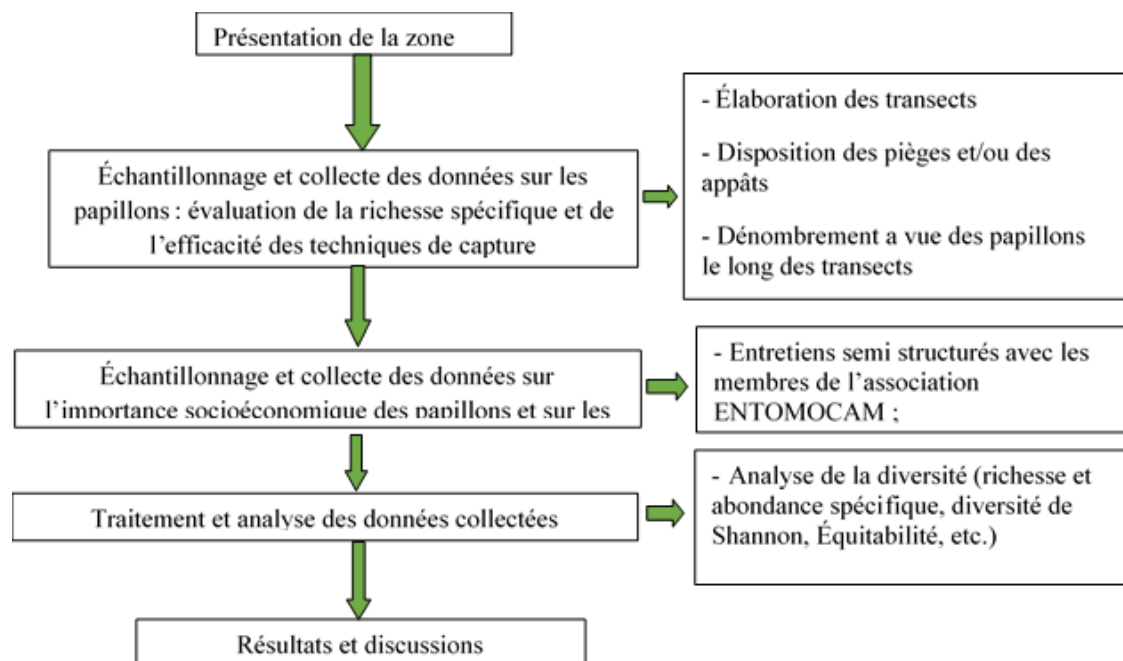 Présentation de la zone
Échantillonnage et collecte des données sur les
papillons : évaluation de la richesse spécifique et de
l’efficacité des techniques de capture
- Élaboration des transects
- Disposition des pièges et/ou des
appâts
- Dénombrement a vue des papillons
le long des transects
Échantillonnage et collecte des données sur
l’importance socioéconomique des papillons et sur les
- Entretiens semi structurés avec les
membres de l’association
ENTOMOCAM ;
Traitement et analyse des données collectées
- Analyse de la diversité (richesse et
abondance spécifique, diversité de
Shannon, Équitabilité, etc.)
Résultats et discussions